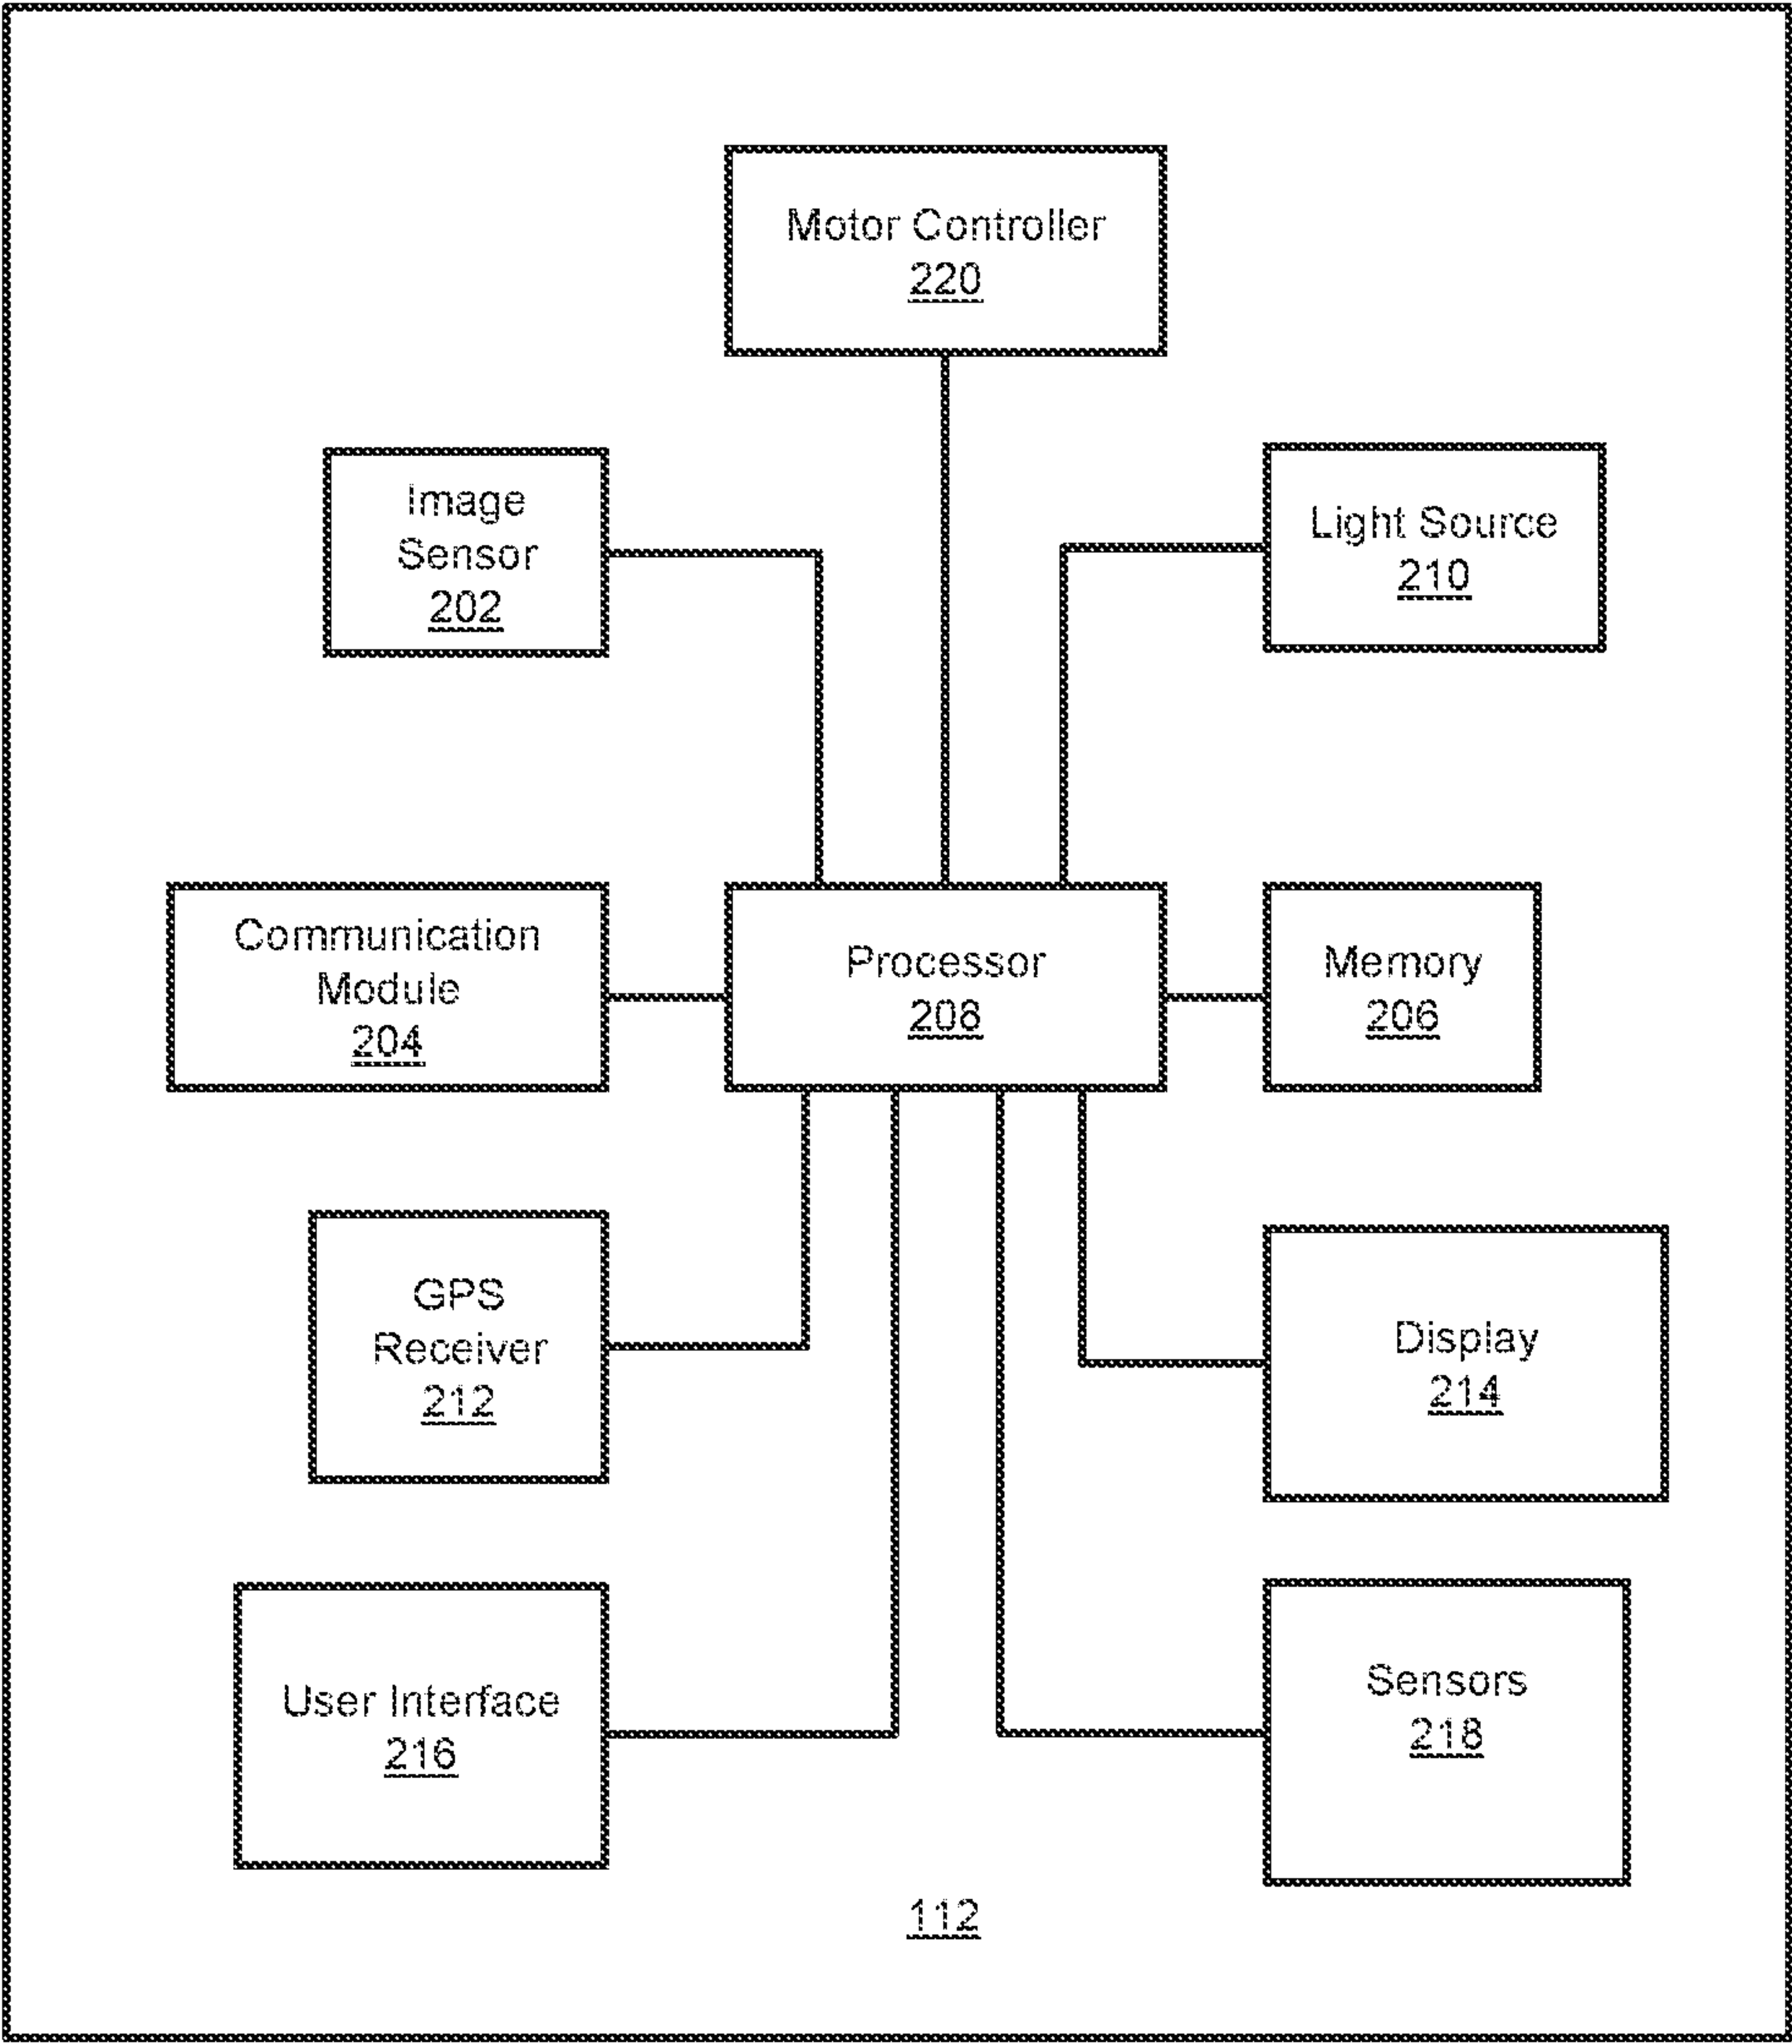 Motor Controller
220
Image
Sensor
202
Light Source
210
Communication
Module
204
Processor
208
Memory
206
GPS
Receiver
212
Display
214
User Interface
216
Sensors
218
112